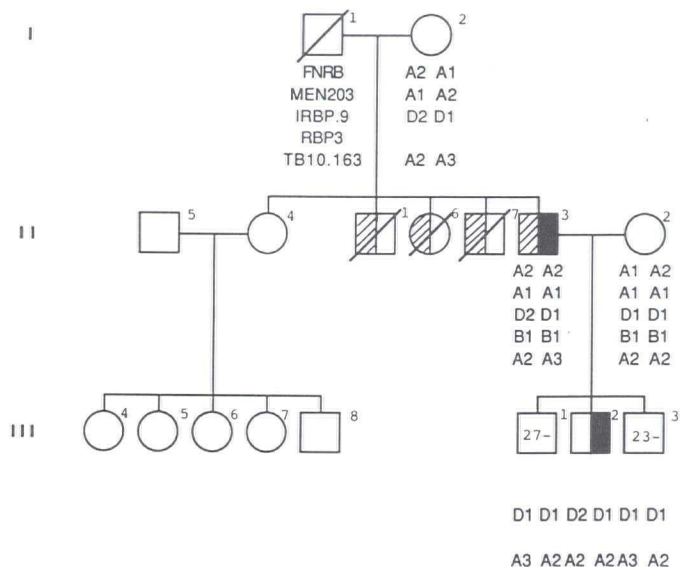 I
1
2
FNRB A2 A1
MEN203 A1 A2
IRBP.9 D2 D1
RBP3
TB10.163 A2 A3
II
5
4
1
6
7
3
2
A2 A2 A1 A2
A1 A1 A1 A1
D2 D1 D1 D1
B1 B1 B1 B1
A2 A3 A2 A2
III
4
5
6
7
8
27- 1
2
23- 3
D1 D1 D2 D1 D1 D1
A3 A2 A2 A2 A3 A2